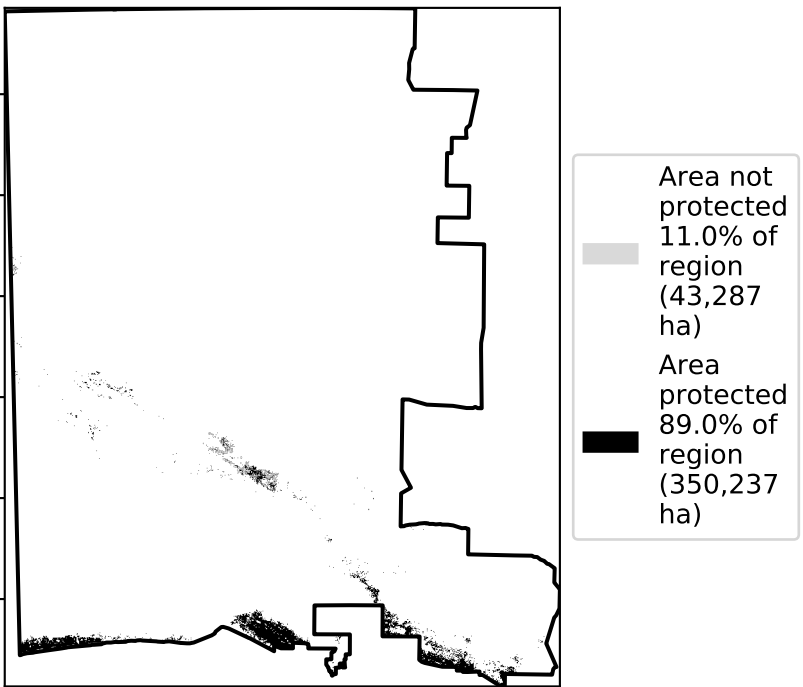 Area not
protected
11.0% of
region
(43,287
ha)
Area
protected
89.0% of
region
(350,237
ha)